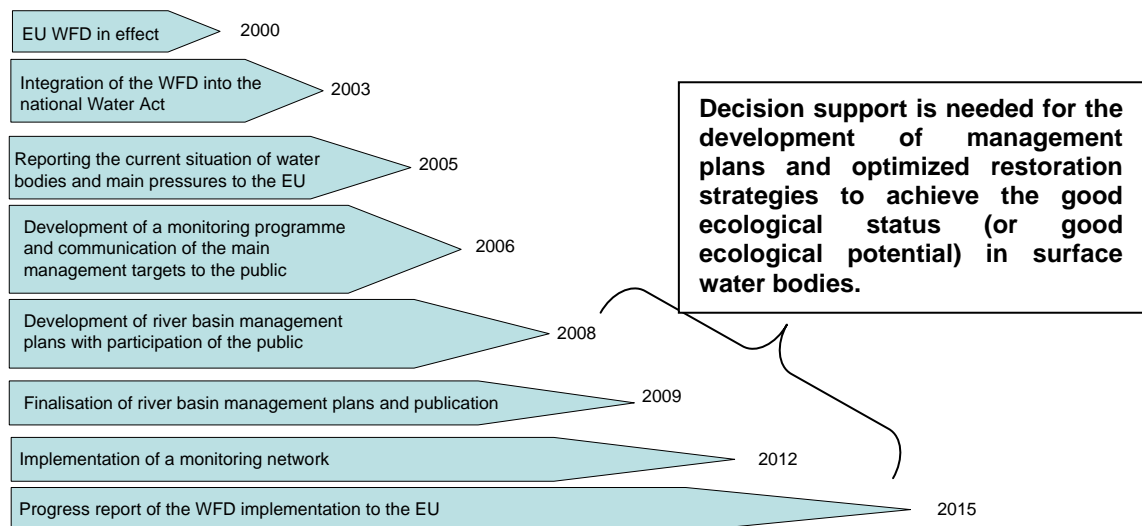 EU WFD in effect
2000
Integration of the WFD into the
national Water Act
2003
Reporting the current situation of water
bodies and main pressures to the EU
2005
Development of a monitoring programme
and communication of the main
management targets to the public
2006
Development of river basin management
plans with participation of the public
2008
Finalisation of river basin management plans and publication
2009
Implementation of a monitoring network
2012
Progress report of the WFD implementation to the EU
2015
Decision support is needed for the
development of management
plans and optimized restoration
strategies to achieve the good
ecological status (or good
ecological potential) in surface
water bodies.